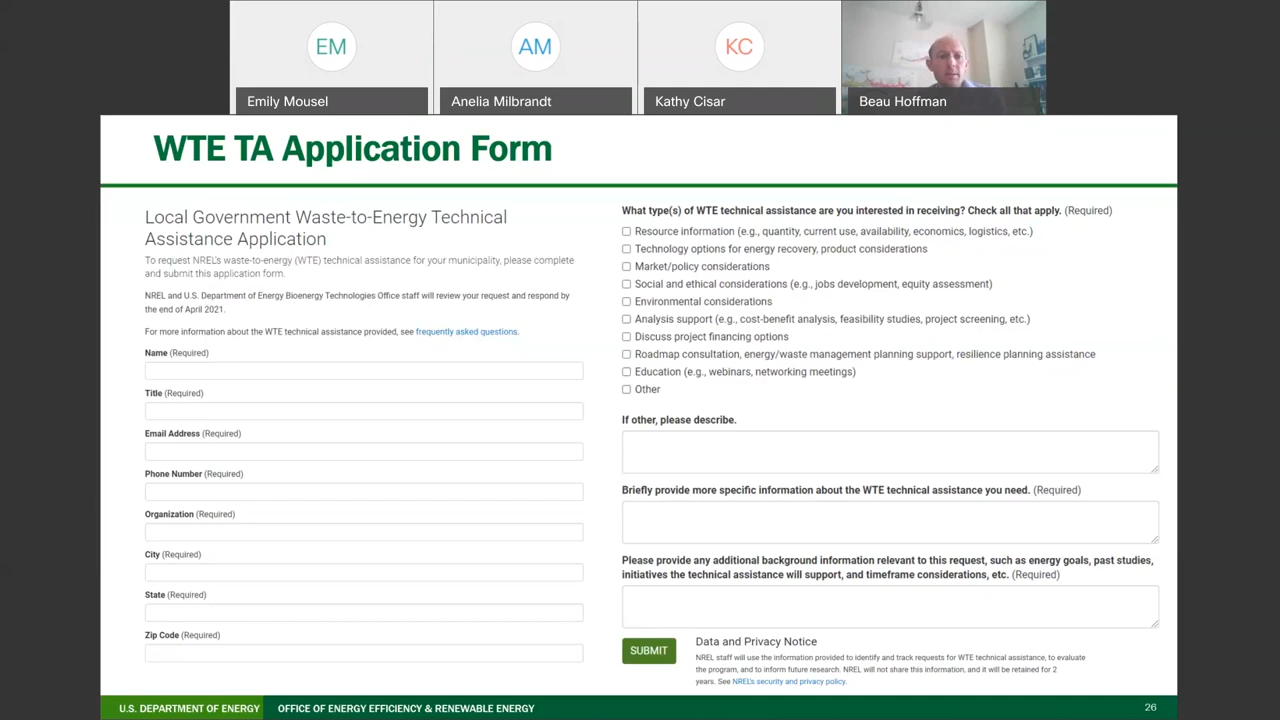 EM
AM
KC
Emily Mousel
Anelia Milbrandt
Kathy Cisar
Beau Hoffman
WTE TA Application Form
Local Government Waste-to-Energy Technical
Assistance Application
To request NREL's waste-to-energy (WTE) technical assistance for your municipality, please complete
and submit this application form.
NREL and U.S. Department of Energy Bioenergy Technologies Office staff will review your request and respond by
the end of April 2021.
For more information about the WTE technical assistance provided, see frequently asked questions.
Name (Required)
Title (Required)
Email Address (Required)
Phone Number (Required)
Organization (Required)
City (Required)
State (Required)
Zip Code (Required)
What type(s) of WTE technical assistance are you interested in receiving? Check all that apply. (Required)
Resource information (e.g., quantity, current use, availability, economics, logistics, etc.)
Technology options for energy recovery, product considerations
Market/policy considerations
Social and ethical considerations (e.g., jobs development, equity assessment)
Environmental considerations
Analysis support (e.g., cost-benefit analysis, feasibility studies, project screening, etc.)
Discuss project financing options
Roadmap consultation, energy/waste management planning support, resilience planning assistance
Education (e.g., webinars, networking meetings)
Other
If other, please describe.
Briefly provide more specific information about the WTE technical assistance you need. (Required)
Please provide any additional background information relevant to this request, such as energy goals, past studies,
initiatives the technical assistance will support, and timeframe considerations, etc. (Required)
SUBMIT
Data and Privacy Notice
NREL staff will use the information provided to identify and track requests for WTE technical assistance, to evaluate
the program, and to inform future research. NREL will not share this information, and it will be retained for 2
years. See NREL's security and privacy policy.
U.S. DEPARTMENT OF ENERGY
OFFICE OF ENERGY EFFICIENCY & RENEWABLE ENERGY
26